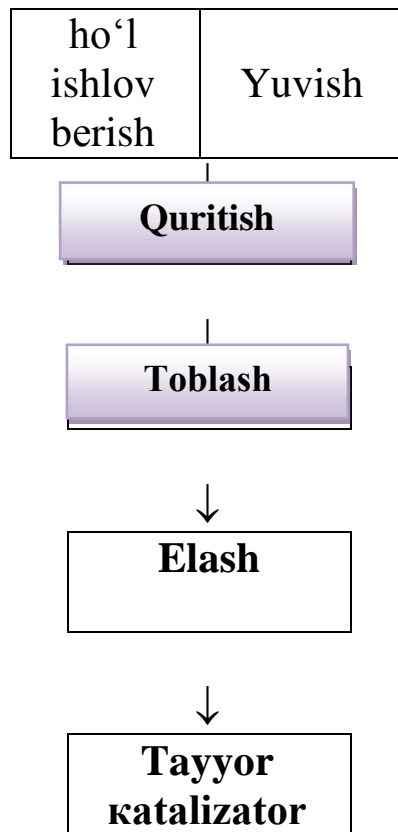 ho‘l
ishlov
berish
Yuvish
Quritish
Toblash
Elash
Tayyor
кatalizator